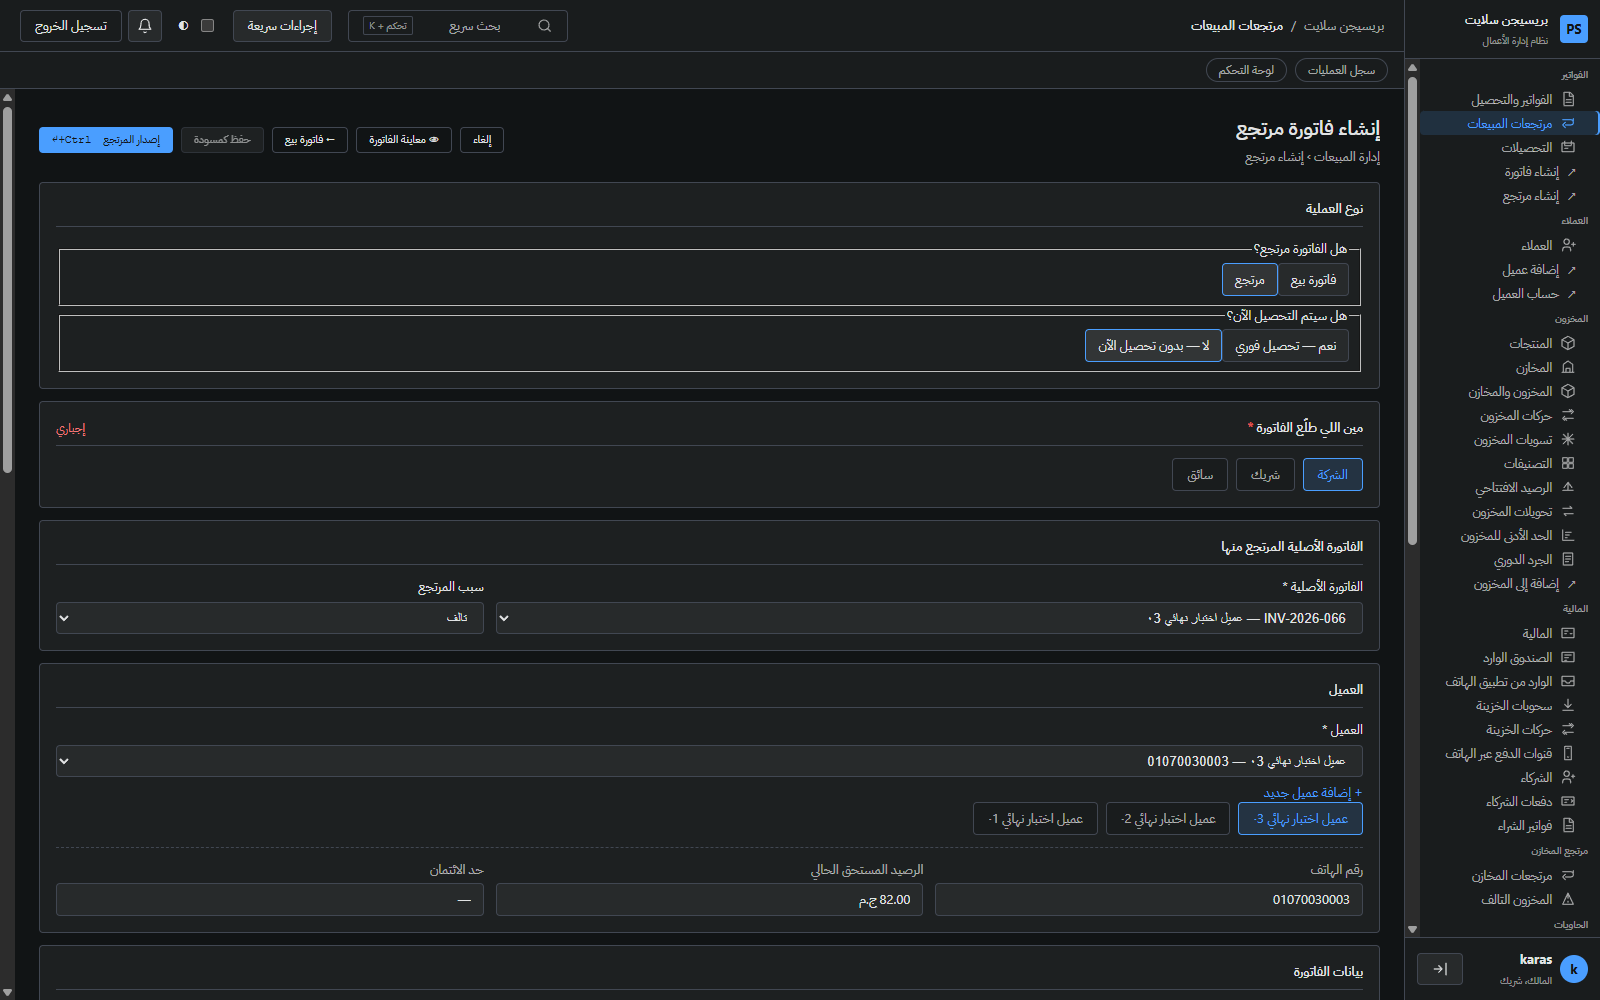 PS
بريسيجن سلايت
نظام إدارة الأعمال
بريسيجن سلايت / مرتجعات المبيعات
بحث سريع
تحكم + K
إجراءات سريعة
تسجيل الخروج
سجل العمليات
لوحة التحكم
الفواتير
الفواتير والتحصيل
مرتجعات المبيعات
التحصيلات
إنشاء فاتورة
إنشاء مرتجع
العملاء
العملاء
إضافة عميل
حساب العميل
المخزون
المنتجات
المخازن
المخزون والمخازن
حركات المخزون
تسويات المخزون
التصنيفات
الرصيد الافتتاحي
تحويلات المخزون
الحد الأدنى للمخزون
الجرد الدوري
إضافة إلى المخزون
المالية
المالية
الصندوق الوارد
الوارد من تطبيق الهاتف
سحوبات الخزينة
حركات الخزينة
قنوات الدفع عبر الهاتف
الشركاء
دفعات الشركاء
فواتير الشراء
مرتجع المخازن
مرتجعات المخازن
المخزون التالف
الحاويات
karas
المالك، شريك
k
إنشاء فاتورة مرتجع
إدارة المبيعات › إنشاء مرتجع
إلغاء
معاينة الفاتورة
← فاتورة بيع
حفظ كمسودة
إصدار المرتجع Ctrl+↵
نوع العملية
هل الفاتورة مرتجع؟
فاتورة بيع
مرتجع
هل سيتم التحصيل الآن؟
نعم — تحصيل فوري
لا — بدون تحصيل الآن
مين اللي طلّع الفاتورة *
إجباري
الشركة
شريك
سائق
الفاتورة الأصلية المرتجع منها
الفاتورة الأصلية *
سبب المرتجع
INV-2026-066 — عميل اختبار نهائي 3٠
تالف
العميل
العميل *
عميل اختبار نهائي 3٠ — 01070030003
+ إضافة عميل جديد
عميل اختبار نهائي 3-
عميل اختبار نهائي 2-
عميل اختبار نهائي 1-
رقم الهاتف
الرصيد المستحق الحالي
حد الائتمان
01070030003
82.00 ج.م
—
بيانات الفاتورة